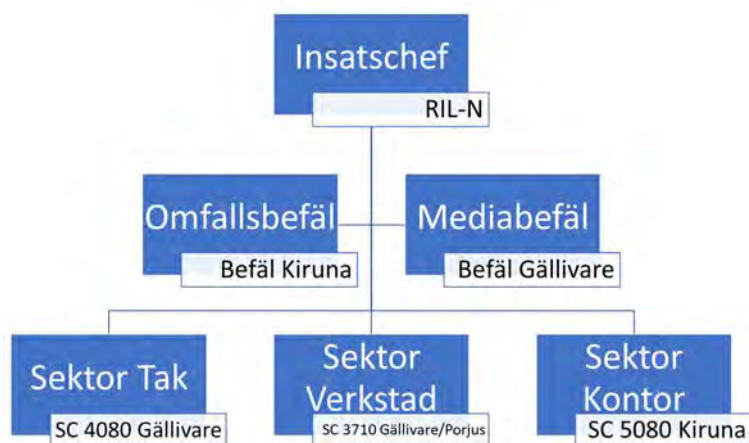 Insatschef
RIL-N
Omfallsbefäl
Befäl Kiruna
Mediabefäl
Befäl Gällivare
Sektor Tak
SC 4080 Gällivare
Sektor
Verkstad
SC 3710 Gällivare/Porjus
Sektor
Kontor
SC 5080 Kiruna